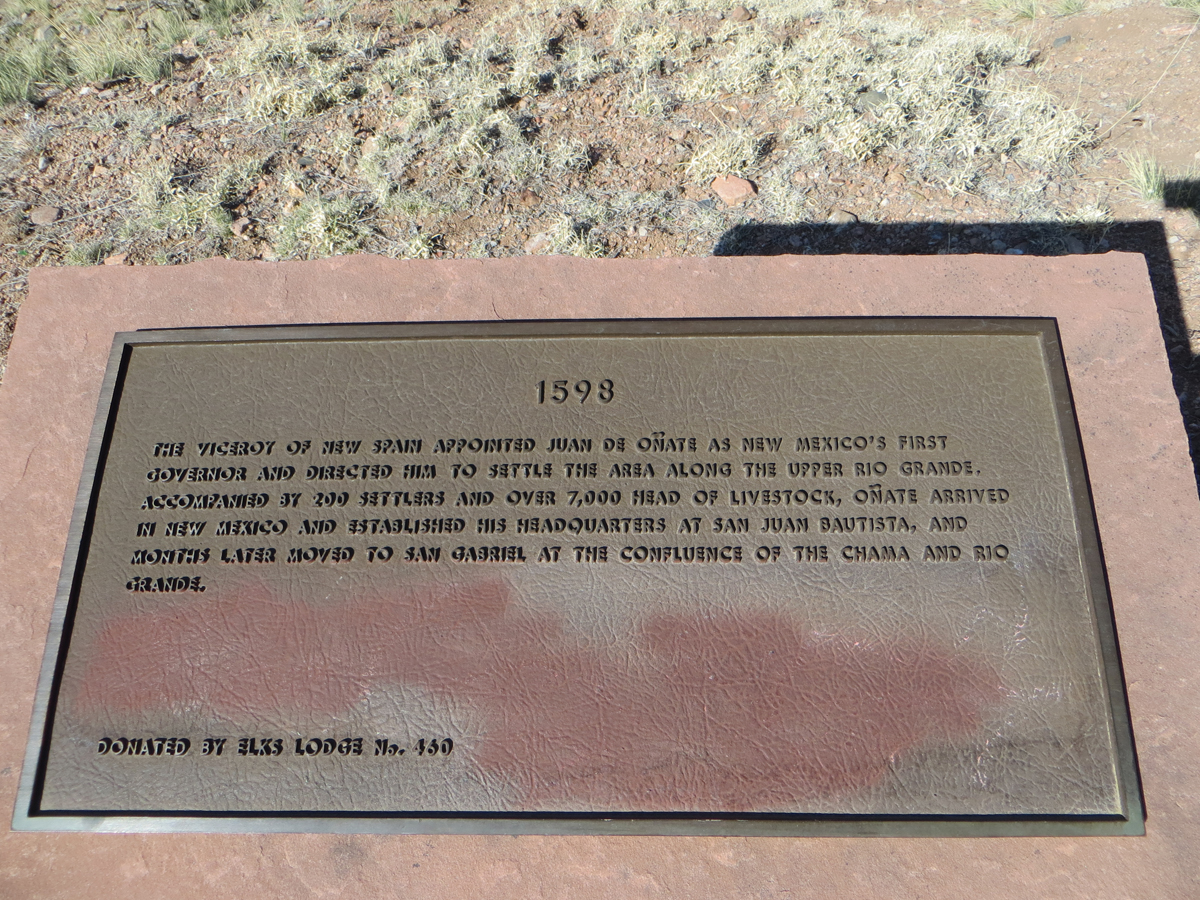 1598
THE VICEROY OF NEW SPAIN APPOINTED JUAN DE OÑATE AS NEW MEXICO'S FIRST
GOVERNOR AND DIRECTED HIM TO SETTLE THE AREA ALONG THE UPPER RIO GRANDE.
ACCOMPANIED BY 200 SETTLERS AND OVER 7,000 HEAD OF LIVESTOCK, OÑATE ARRIVED
IN NEW MEXICO AND ESTABLISHED HIS HEADQUARTERS AT SAN JUAN BAUTISTA, AND
MONTHS LATER MOVED TO SAN GABRIEL AT THE CONFLUENCE OF THE CHAMA AND RIO
GRANDE.
DONATED BY ELKS LODGE No. 460